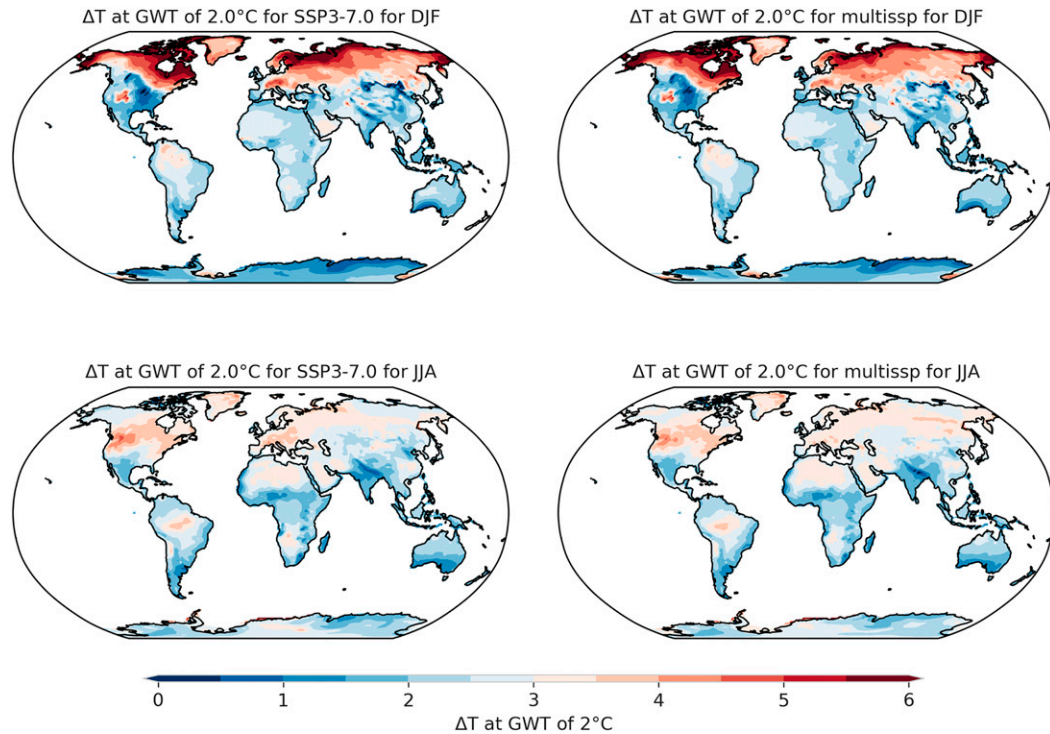 ΔT at GWT of 2.0°C for SSP3-7.0 for DJF
ΔT at GWT of 2.0°C for multissp for DJF
ΔT at GWT of 2.0°C for SSP3-7.0 for JJA
ΔT at GWT of 2.0°C for multissp for JJA
0 1 2 3 4 5 6
ΔT at GWT of 2°C